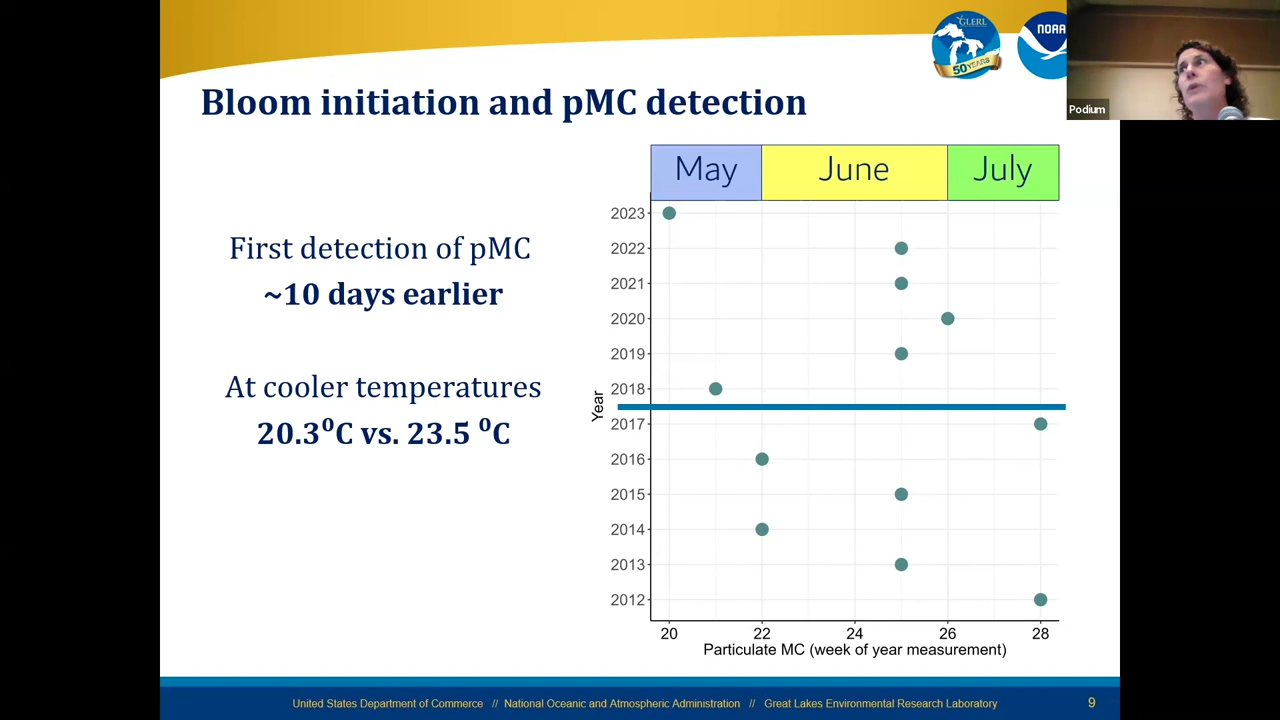 GLERL
50 YEARS
NOAA
Podium
Bloom initiation and pMC detection
First detection of pMC
~10 days earlier
At cooler temperatures
20.3⁰C vs. 23.5 ⁰C
May June July
2023
2022
2021
2020
2019
2018
2017
2016
2015
2014
2013
2012
Year
20 22 24 26 28
Particulate MC (week of year measurement)
United States Department of Commerce // National Oceanic and Atmospheric Administration // Great Lakes Environmental Research Laboratory
9